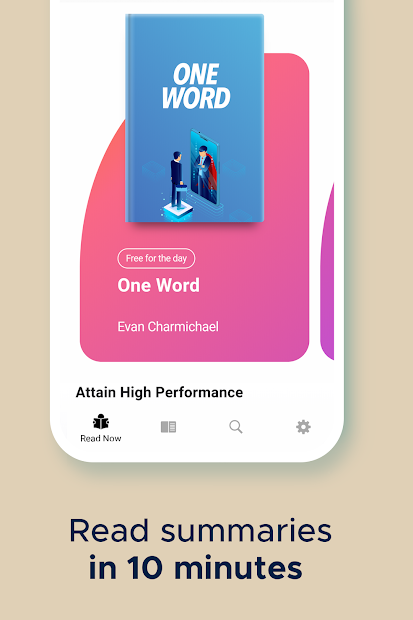 ONE
WORD
Free for the day
One Word
Evan Charmichael
Attain High Performance
Read Now
Read summaries
in 10 minutes